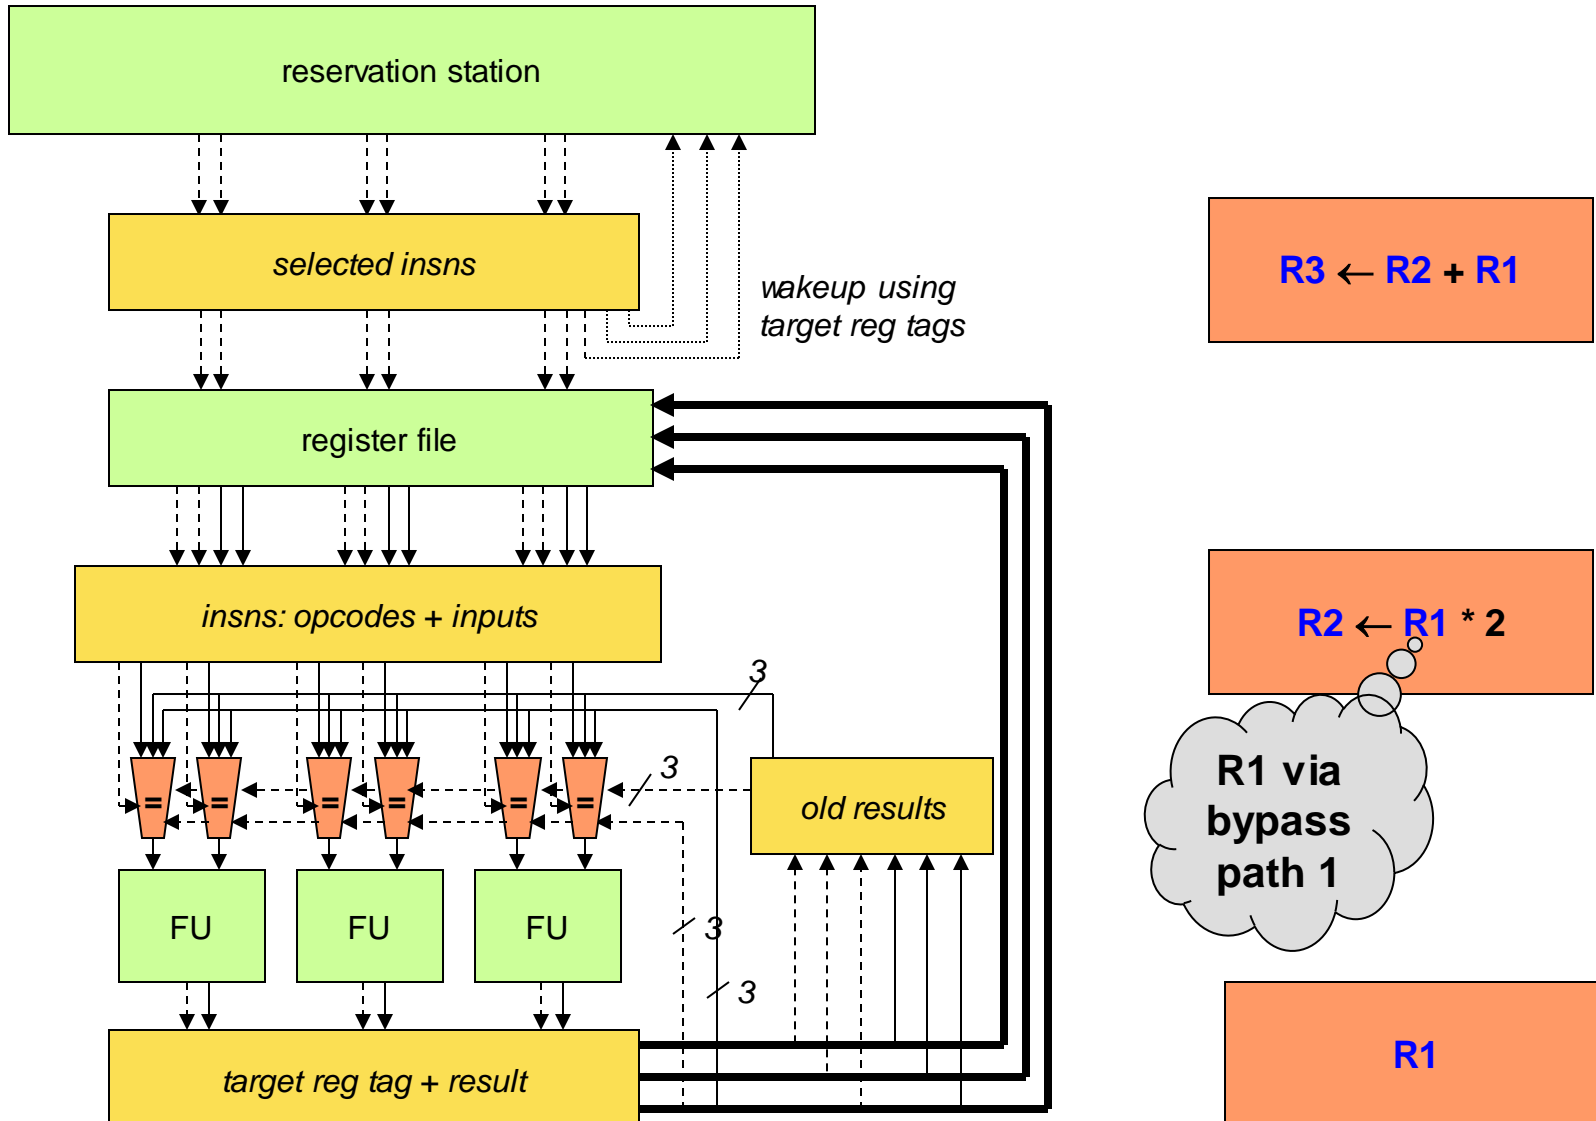 reservation station
selected insns
R3 ← R2 + R1
wakeup using
target reg tags
register file
insns: opcodes + inputs
R2 ← R1 * 2
3
3
= = = = = =
old results
R1 via
bypass
path 1
FU FU FU
3
3
target reg tag + result
R1